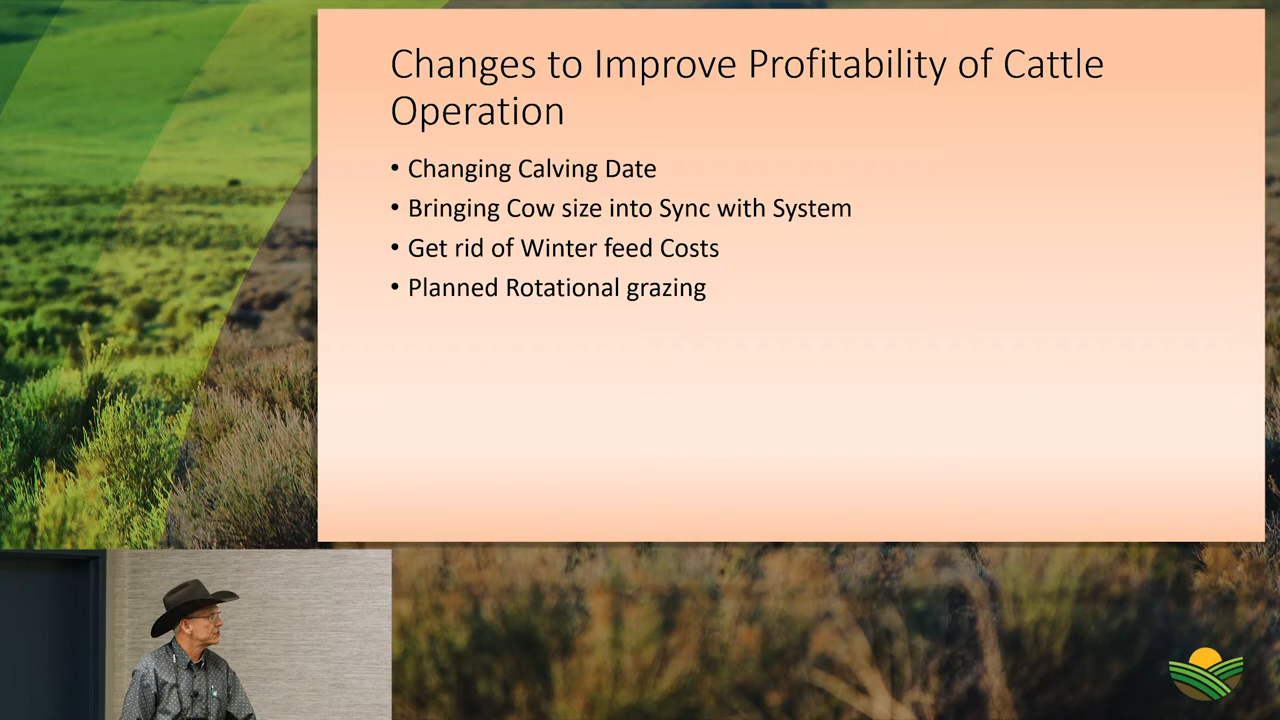 Changes to Improve Profitability of Cattle
Operation
• Changing Calving Date
• Bringing Cow size into Sync with System
• Get rid of Winter feed Costs
• Planned Rotational grazing